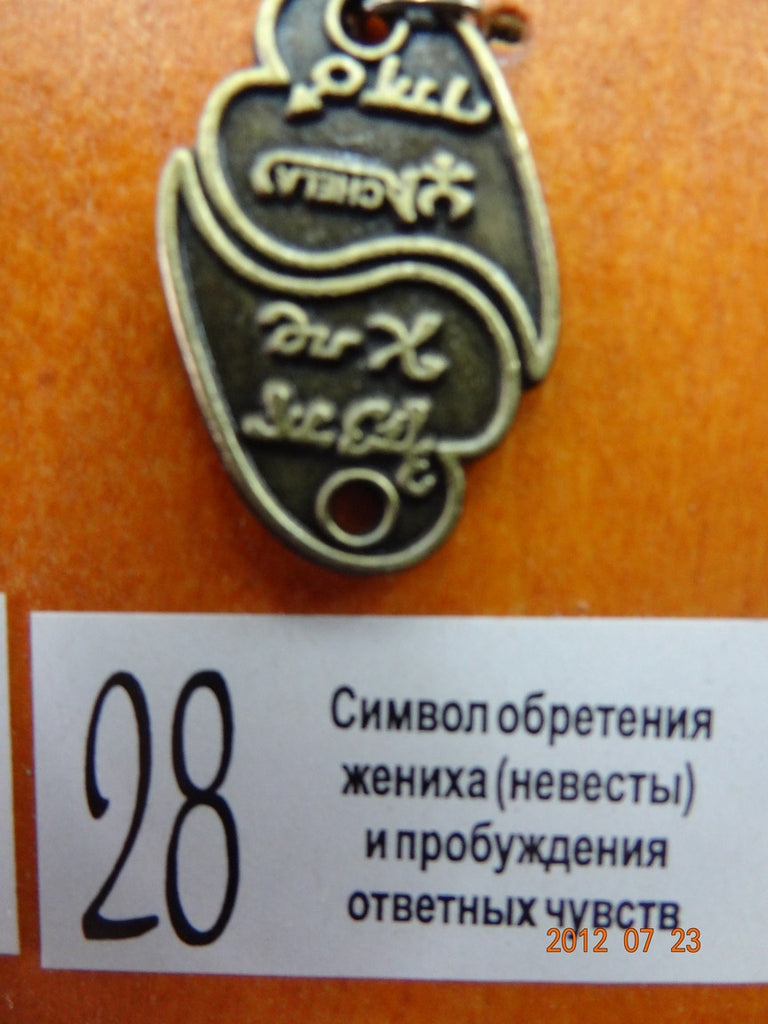 28
Символ обретения
жениха (невесты)
и пробуждения
ответных чувств
2012 07 23